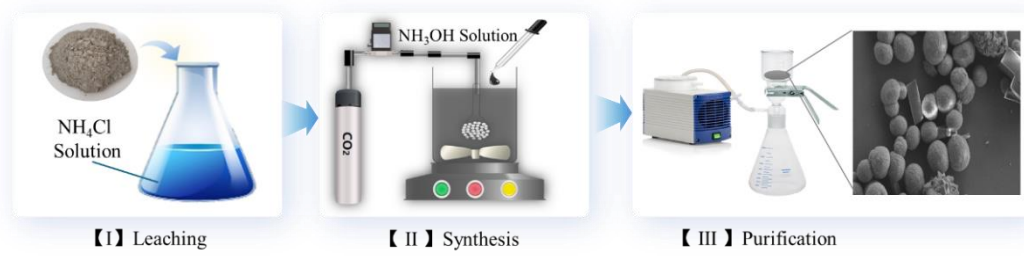 NH₄Cl
Solution
【I】Leaching
NH₃OH Solution
CO₂
【 II 】Synthesis
【 III 】Purification